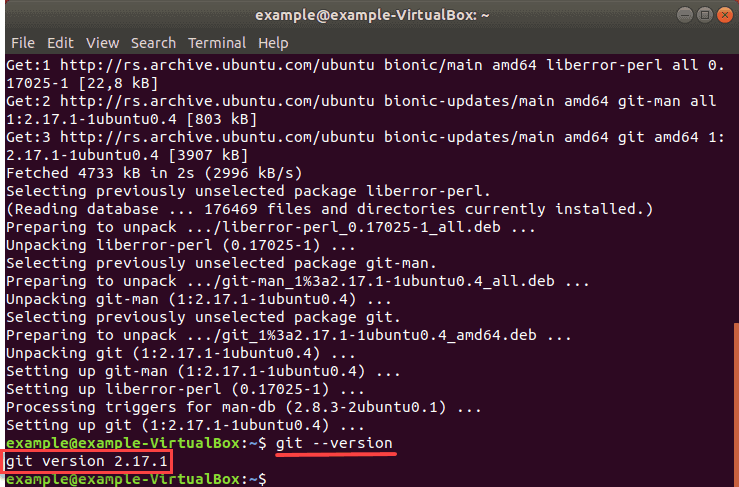 example@example-VirtualBox: ~
File Edit View Search Terminal Help
Get:1 http://rs.archive.ubuntu.com/ubuntu bionic/main amd64 liberror-perl all 0.
17025-1 [22,8 kB]
Get:2 http://rs.archive.ubuntu.com/ubuntu bionic-updates/main amd64 git-man all
1:2.17.1-1ubuntu0.4 [803 kB]
Get:3 http://rs.archive.ubuntu.com/ubuntu bionic-updates/main amd64 git amd64 1:
2.17.1-1ubuntu0.4 [3907 kB]
Fetched 4733 kB in 2s (2996 kB/s)
Selecting previously unselected package liberror-perl.
(Reading database ... 176469 files and directories currently installed.)
Preparing to unpack .../liberror-perl_0.17025-1_all.deb ...
Unpacking liberror-perl (0.17025-1) ...
Selecting previously unselected package git-man.
Preparing to unpack .../git-man_1%3a2.17.1-1ubuntu0.4_all.deb ...
Unpacking git-man (1:2.17.1-1ubuntu0.4) ...
Selecting previously unselected package git.
Preparing to unpack .../git_1%3a2.17.1-1ubuntu0.4_amd64.deb ...
Unpacking git (1:2.17.1-1ubuntu0.4) ...
Setting up git-man (1:2.17.1-1ubuntu0.4) ...
Setting up liberror-perl (0.17025-1) ...
Processing triggers for man-db (2.8.3-2ubuntu0.1) ...
Setting up git (1:2.17.1-1ubuntu0.4) ...
example@example-VirtualBox:~$ git --version
git version 2.17.1
example@example-VirtualBox:~$